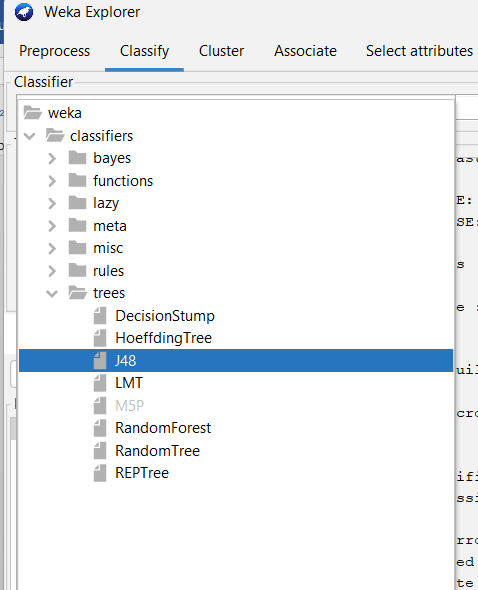 Weka Explorer
Preprocess Classify Cluster Associate Select attributes
Classifier
weka
classifiers
bayes
functions
lazy
meta
misc
rules
trees
DecisionStump
HoeffdingTree
J48
LMT
M5P
RandomForest
RandomTree
REPTree